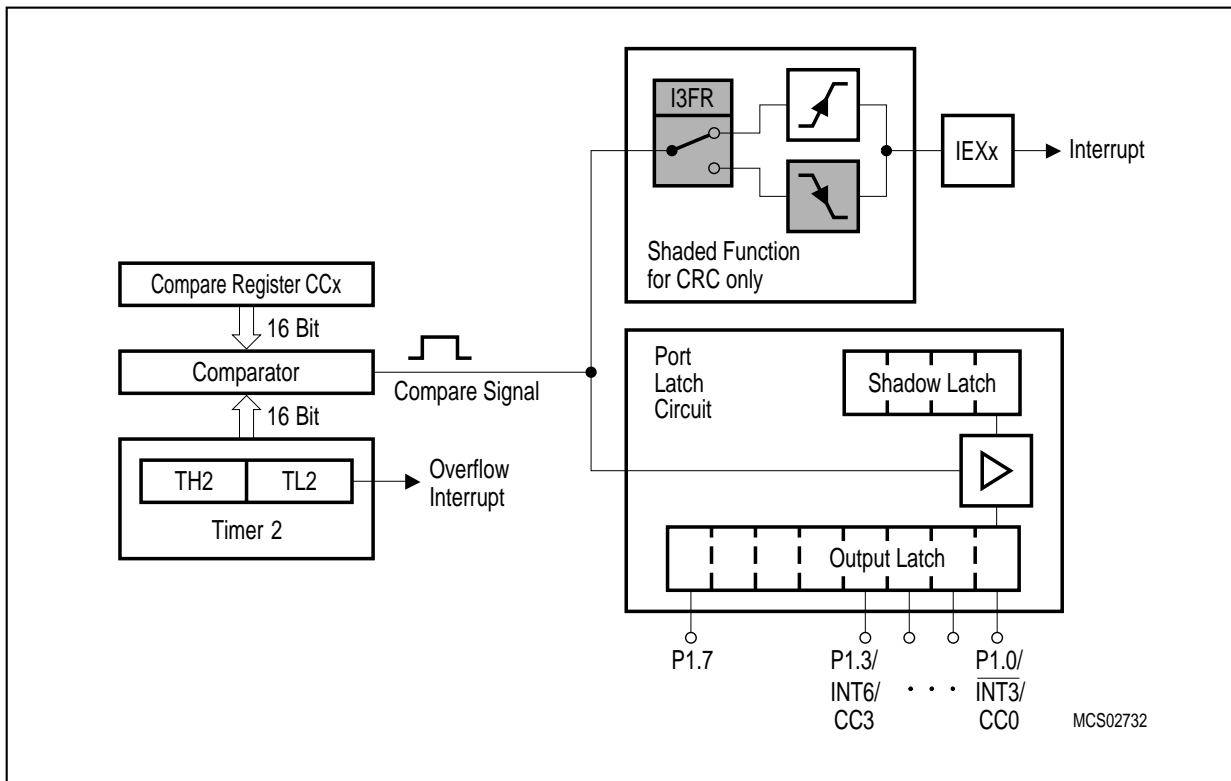 I3FR
IEXx
Interrupt
Shaded Function
for CRC only
Compare Register CCx
16 Bit
Comparator
Compare Signal
16 Bit
TH2
TL2
Timer 2
Overflow
Interrupt
Port
Latch
Circuit
Shadow Latch
Output Latch
P1.7
P1.3/
INT6/
CC3
. . .
P1.0/
I̅N̅T̅3̅/
CC0
MCS02732